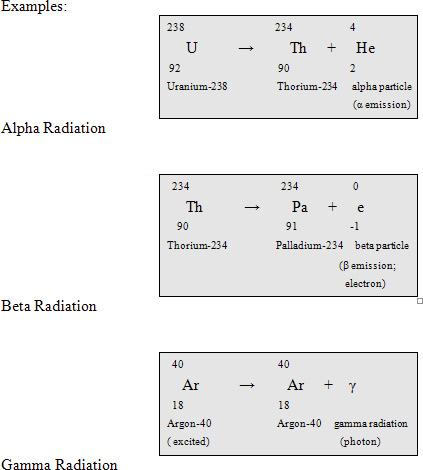 Examples:
238 234 4
U → Th + He
92 90 2
Uranium-238 Thorium-234 alpha particle
(α emission)
Alpha Radiation
234 234 0
Th → Pa + e
90 91 -1
Thorium-234 Palladium-234 beta particle
(β emission;
electron)
Beta Radiation
40 40
Ar → Ar + γ
18 18
Argon-40 Argon-40 gamma radiation
( excited) (photon)
Gamma Radiation